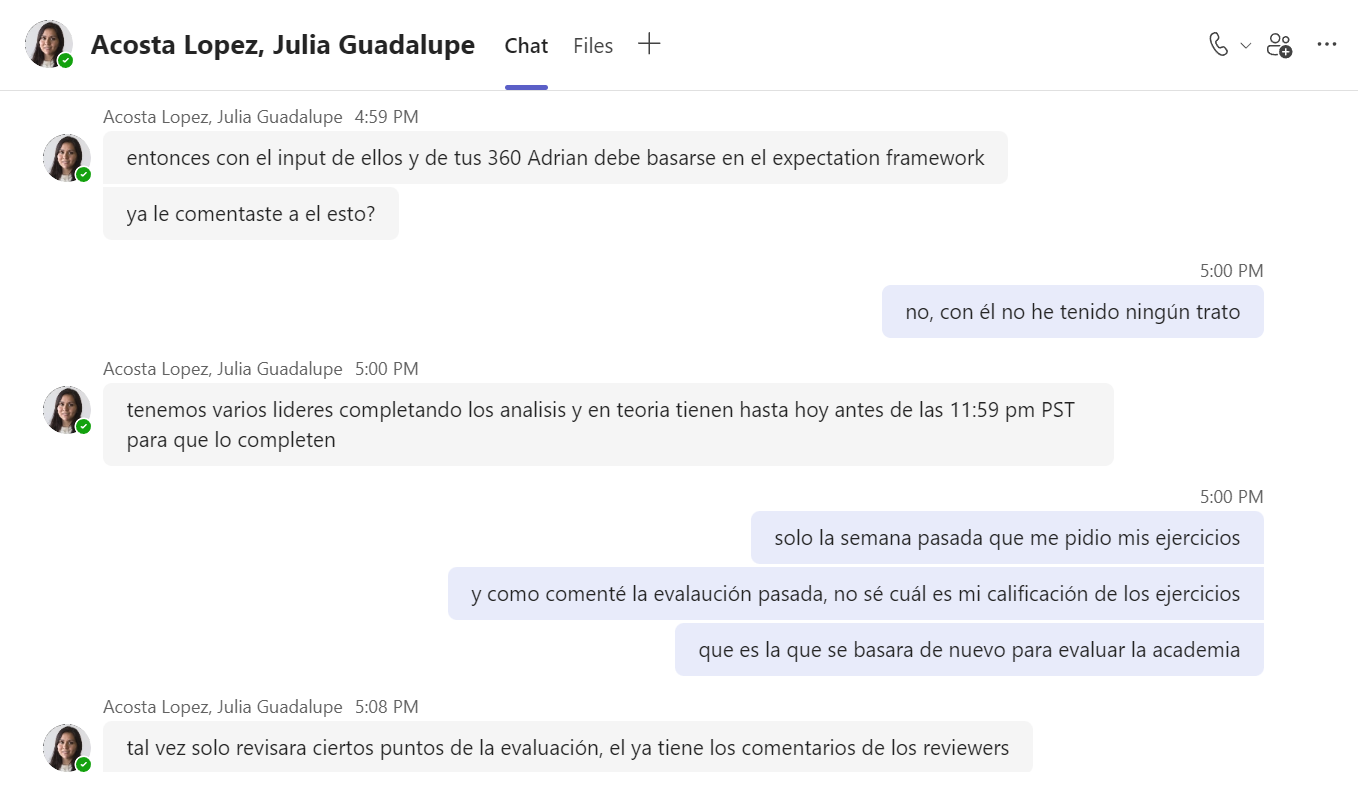 Acosta Lopez, Julia Guadalupe Chat Files
Acosta Lopez, Julia Guadalupe 4:59 PM
entonces con el input de ellos y de tus 360 Adrian debe basarse en el expectation framework
ya le comentaste a el esto?
5:00 PM
no, con él no he tenido ningún trato
Acosta Lopez, Julia Guadalupe 5:00 PM
tenemos varios lideres completando los analisis y en teoria tienen hasta hoy antes de las 11:59 pm PST
para que lo completen
5:00 PM
solo la semana pasada que me pidio mis ejercicios
y como comenté la evalaución pasada, no sé cuál es mi calificación de los ejercicios
que es la que se basara de nuevo para evaluar la academia
Acosta Lopez, Julia Guadalupe 5:08 PM
tal vez solo revisara ciertos puntos de la evaluación, el ya tiene los comentarios de los reviewers